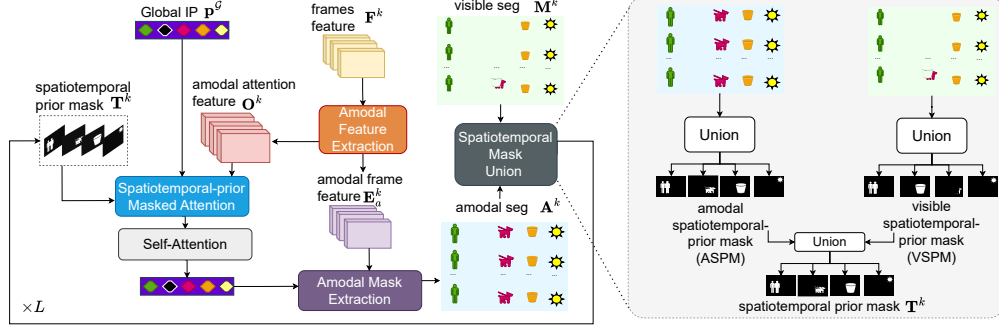 Global IP P^G
frames
feature F^k
visible seg M^k
spatiotemporal
prior mask T^k
amodal attention
feature O^k
Amodal
Feature
Extraction
Spatiotemporal
Mask
Union
Spatiotemporal-prior
Masked Attention
amodal frame
feature E_a^k
amodal seg A^k
Self-Attention
Amodal Mask
Extraction
×L
...
...
...
...
...
...
...
...
...
...
...
...
Union
Union
amodal
spatiotemporal-
prior mask
(ASPM)
visible
spatiotemporal-
prior mask
(VSPM)
Union
spatiotemporal prior mask T^k